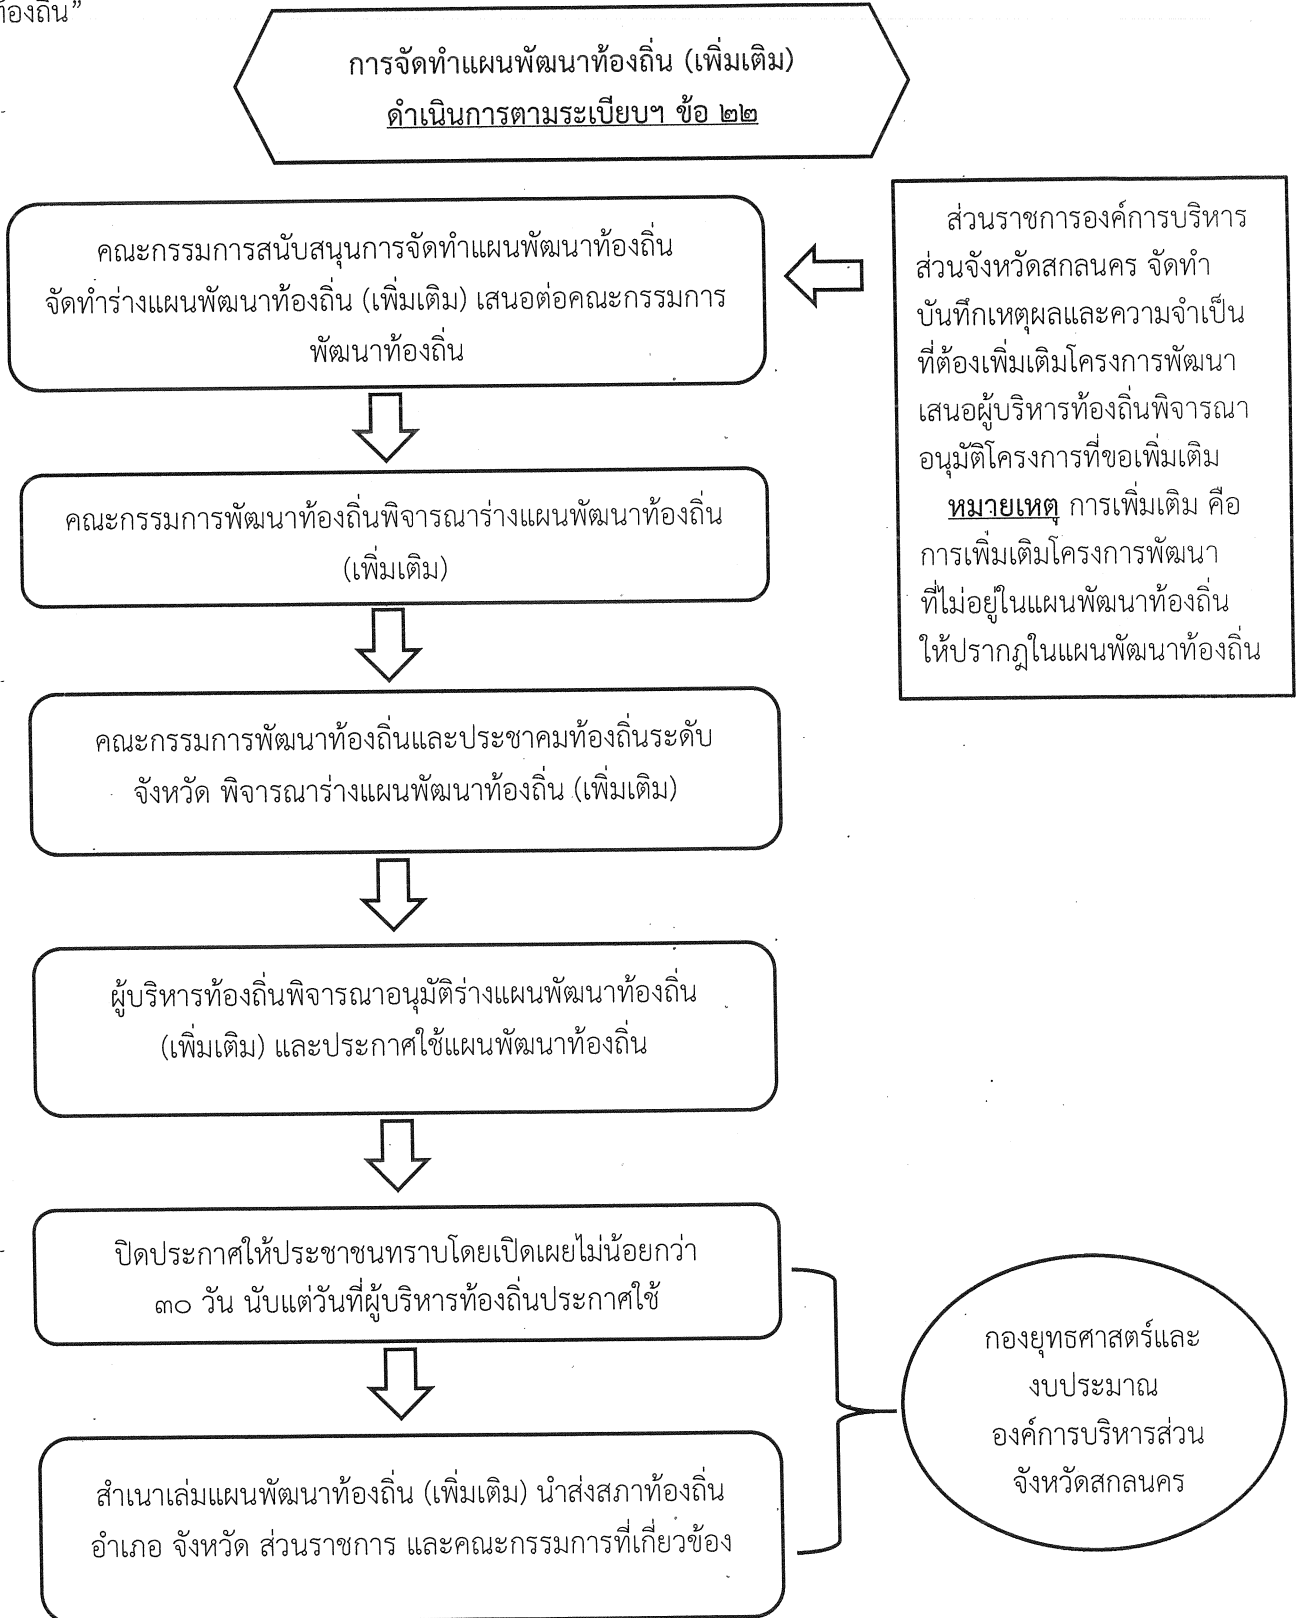 ท้องถิ่น”
การจัดทำแผนพัฒนาท้องถิ่น (เพิ่มเติม)
ดำเนินการตามระเบียบฯ ข้อ ๒๒
คณะกรรมการสนับสนุนการจัดทำแผนพัฒนาท้องถิ่น
จัดทำร่างแผนพัฒนาท้องถิ่น (เพิ่มเติม) เสนอต่อคณะกรรมการ
พัฒนาท้องถิ่น
ส่วนราชการองค์การบริหาร
ส่วนจังหวัดสกลนคร จัดทำ
บันทึกเหตุผลและความจำเป็น
ที่ต้องเพิ่มเติมโครงการพัฒนา
เสนอผู้บริหารท้องถิ่นพิจารณา
อนุมัติโครงการที่ขอเพิ่มเติม
หมายเหตุ การเพิ่มเติม คือ
การเพิ่มเติมโครงการพัฒนา
ที่ไม่อยู่ในแผนพัฒนาท้องถิ่น
ให้ปรากฏในแผนพัฒนาท้องถิ่น
คณะกรรมการพัฒนาท้องถิ่นพิจารณาร่างแผนพัฒนาท้องถิ่น
(เพิ่มเติม)
คณะกรรมการพัฒนาท้องถิ่นและประชาคมท้องถิ่นระดับ
จังหวัด พิจารณาร่างแผนพัฒนาท้องถิ่น (เพิ่มเติม)
ผู้บริหารท้องถิ่นพิจารณาอนุมัติร่างแผนพัฒนาท้องถิ่น
(เพิ่มเติม) และประกาศใช้แผนพัฒนาท้องถิ่น
ปิดประกาศให้ประชาชนทราบโดยเปิดเผยไม่น้อยกว่า
๓๐ วัน นับแต่วันที่ผู้บริหารท้องถิ่นประกาศใช้
กองยุทธศาสตร์และ
งบประมาณ
องค์การบริหารส่วน
จังหวัดสกลนคร
สำเนาเล่มแผนพัฒนาท้องถิ่น (เพิ่มเติม) นำส่งสภาท้องถิ่น
อำเภอ จังหวัด ส่วนราชการ และคณะกรรมการที่เกี่ยวข้อง